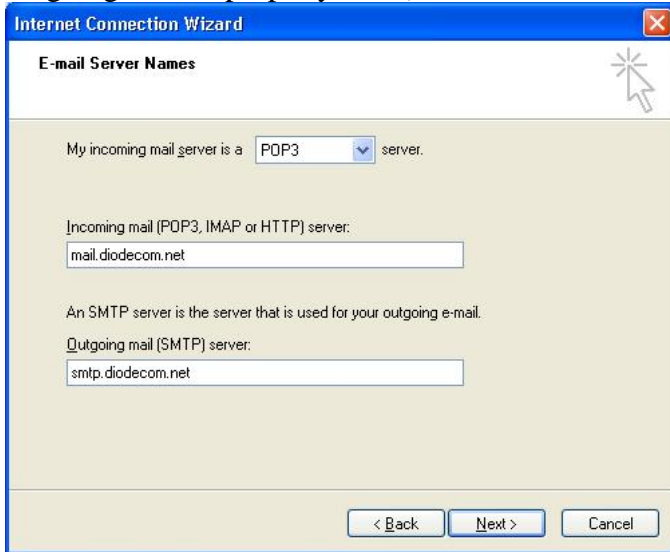 Internet Connection Wizard
E-mail Server Names
My incoming mail server is a POP3 server.
Incoming mail (POP3, IMAP or HTTP) server:
mail.diodecom.net
An SMTP server is the server that is used for your outgoing e-mail.
Outgoing mail (SMTP) server:
smtp.diodecom.net
< Back Next > Cancel